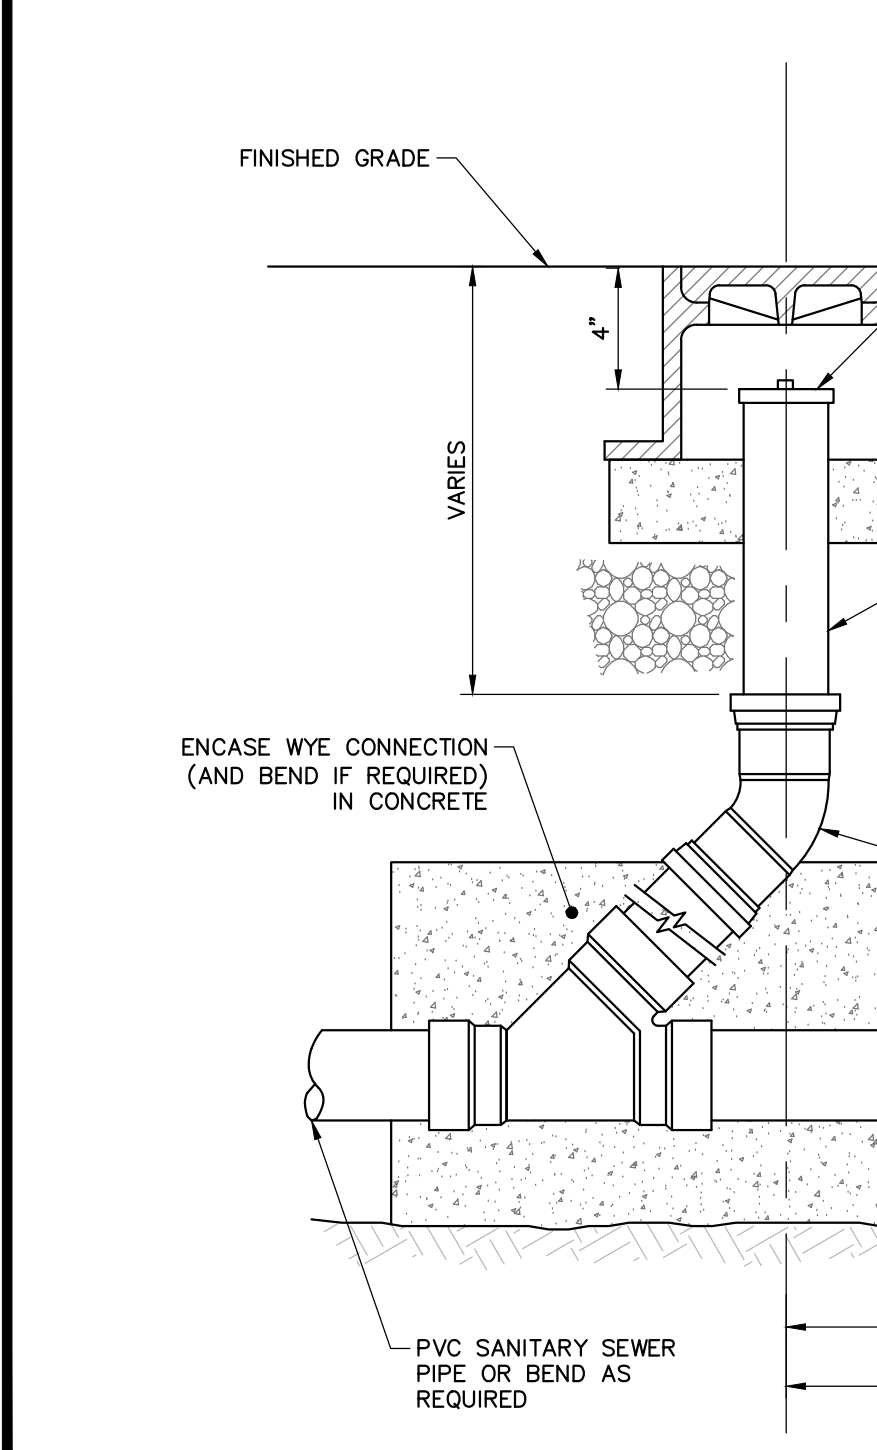 FINISHED GRADE
4"
VARIES
ENCASE WYE CONNECTION
(AND BEND IF REQUIRED)
IN CONCRETE
PVC SANITARY SEWER
PIPE OR BEND AS
REQUIRED